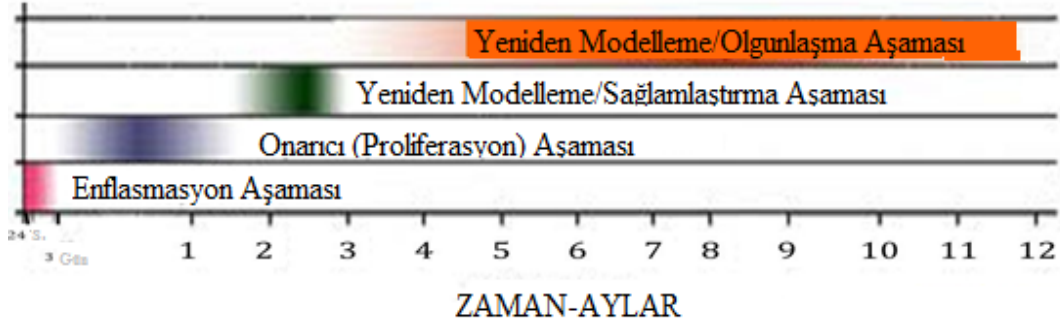 Yeniden Modelleme/Olgunlaşma Aşaması
Yeniden Modelleme/Sağlamlaştırma Aşaması
Onarıcı (Proliferasyon) Aşaması
Enflasmasyon Aşaması
24 S.
3 Gün
1 2 3 4 5 6 7 8 9 10 11 12
ZAMAN-AYLAR